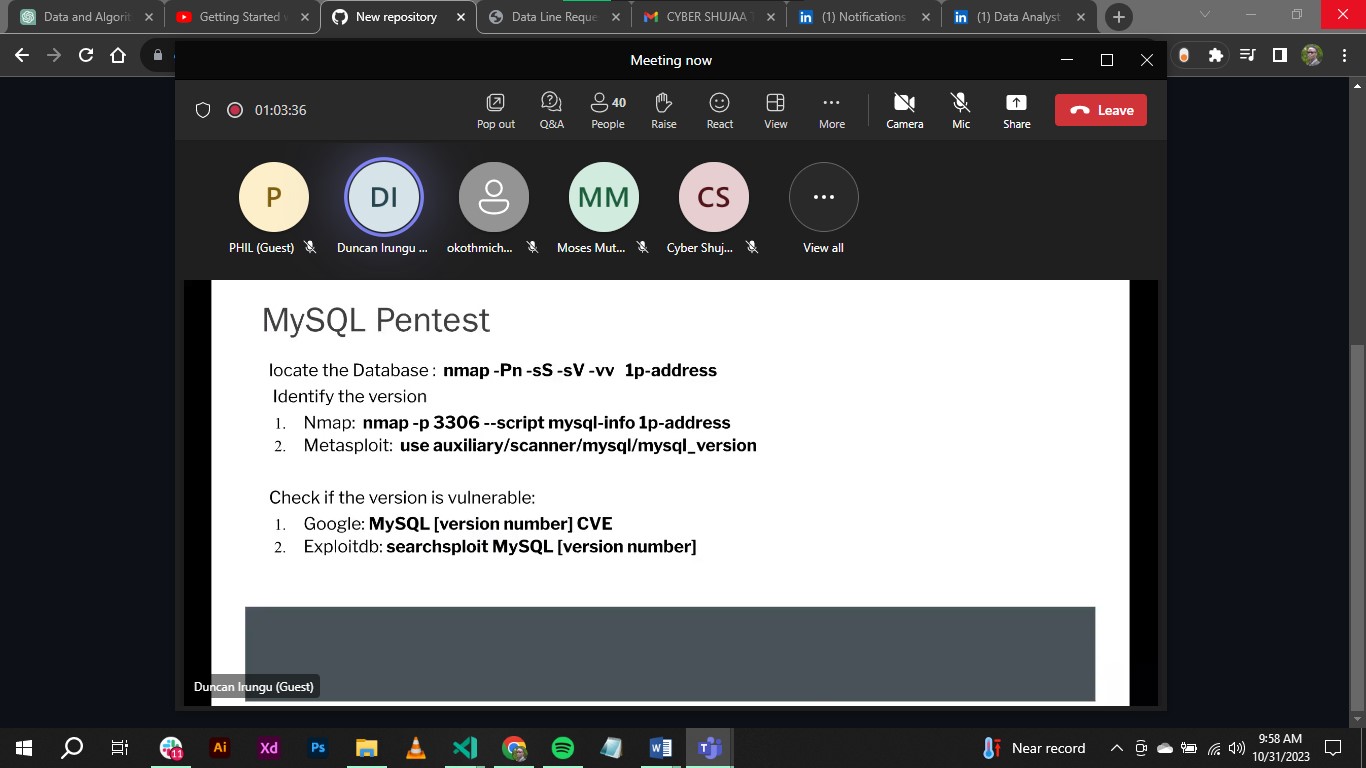 Data and Algorit
Getting Started
New repository
Data Line Reque
CYBER SHUJAA T
(1) Notifications
(1) Data Analyst
Meeting now
01:03:36
Pop out
Q&A
40
People
Raise
React
View
More
Camera
Mic
Share
Leave
P
DI
MM
CS
PHIL (Guest)
Duncan Irungu ...
okothmich...
Moses Mut...
Cyber Shuj...
View all
MySQL Pentest
locate the Database : nmap -Pn -sS -sV -vv 1p-address
Identify the version
1. Nmap: nmap -p 3306 --script mysql-info 1p-address
2. Metasploit: use auxiliary/scanner/mysql/mysql_version
Check if the version is vulnerable:
1. Google: MySQL [version number] CVE
2. Exploitdb: searchsploit MySQL [version number]
Duncan Irungu (Guest)
11
Ai
Xd
Ps
Near record
9:58 AM
10/31/2023